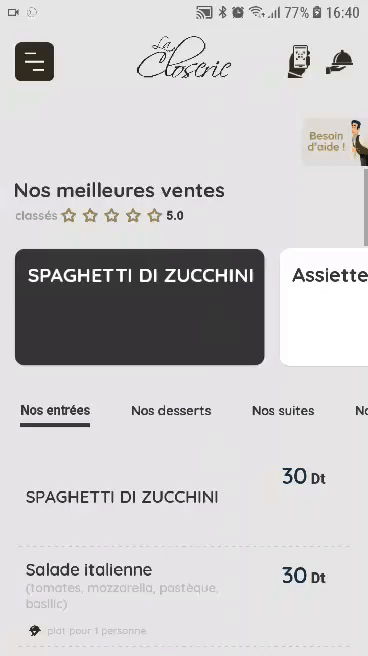 77% 16:40
La
Closerie
Besoin
d'aide !
Nos meilleures ventes
classés 5.0
SPAGHETTI DI ZUCCHINI
Assiette
Nos entrées Nos desserts Nos suites No
30 Dt
SPAGHETTI DI ZUCCHINI
Salade italienne 30 Dt
(tomates, mozzarella, pastèque,
basilic)
plat pour 1 personne.